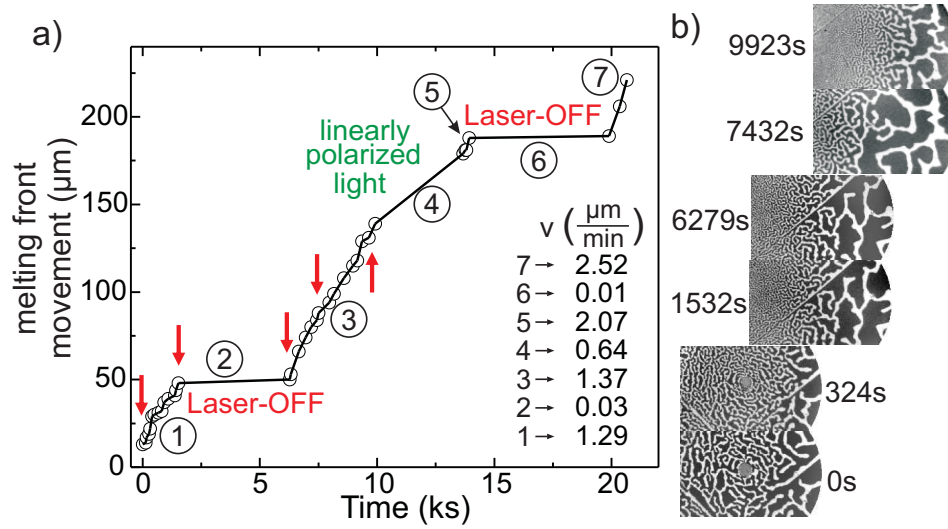 a)
melting front
movement (µm)
200
150
100
50
0
0
5
10
15
20
Time (ks)
1
2
3
4
5
6
7
Laser-OFF
linearly
polarized
light
Laser-OFF
v (µm/min)
7→ 2.52
6→ 0.01
5→ 2.07
4→ 0.64
3→ 1.37
2→ 0.03
1→ 1.29
b)
9923s
7432s
6279s
1532s
324s
0s